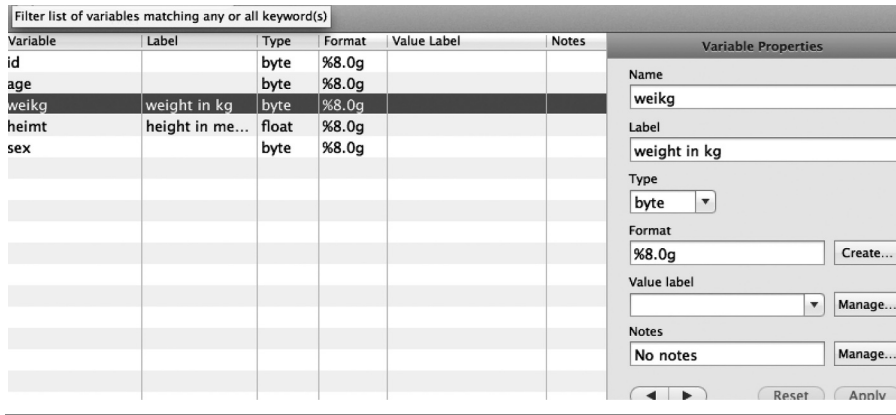 Filter list of variables matching any or all keyword(s)
Variable Label Type Format Value Label Notes
id byte %8.0g
age byte %8.0g
weikg weight in kg byte %8.0g
heimt height in me... float %8.0g
sex byte %8.0g
Variable Properties
Name
weikg
Label
weight in kg
Type
byte
Format
%8.0g Create...
Value label
Manage...
Notes
No notes Manage...
Reset Apply